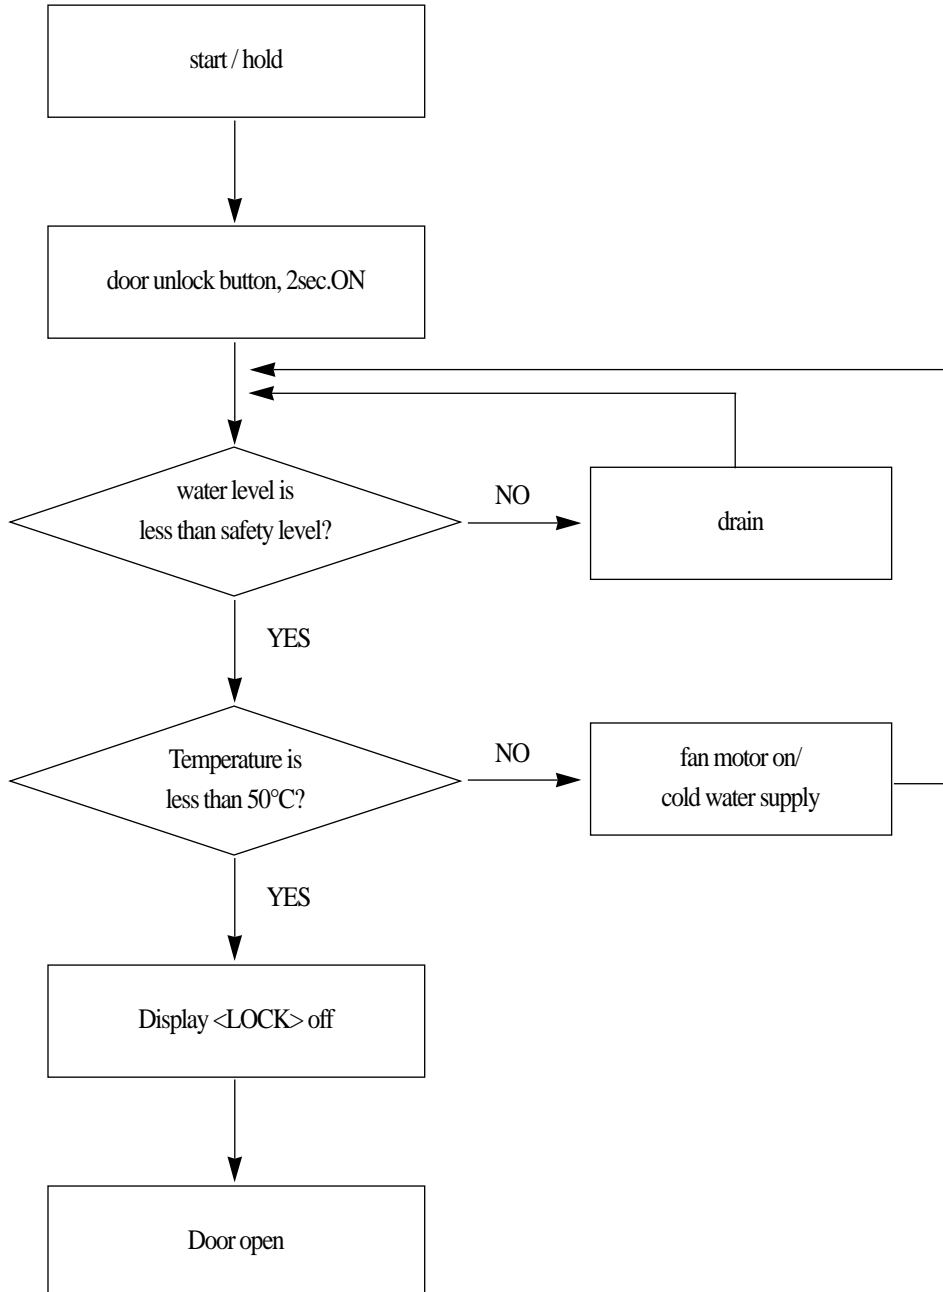 start / hold
door unlock button, 2sec.ON
water level is
less than safety level?
NO
drain
YES
Temperature is
less than 50°C?
NO
fan motor on/
cold water supply
YES
Display <LOCK> off
Door open